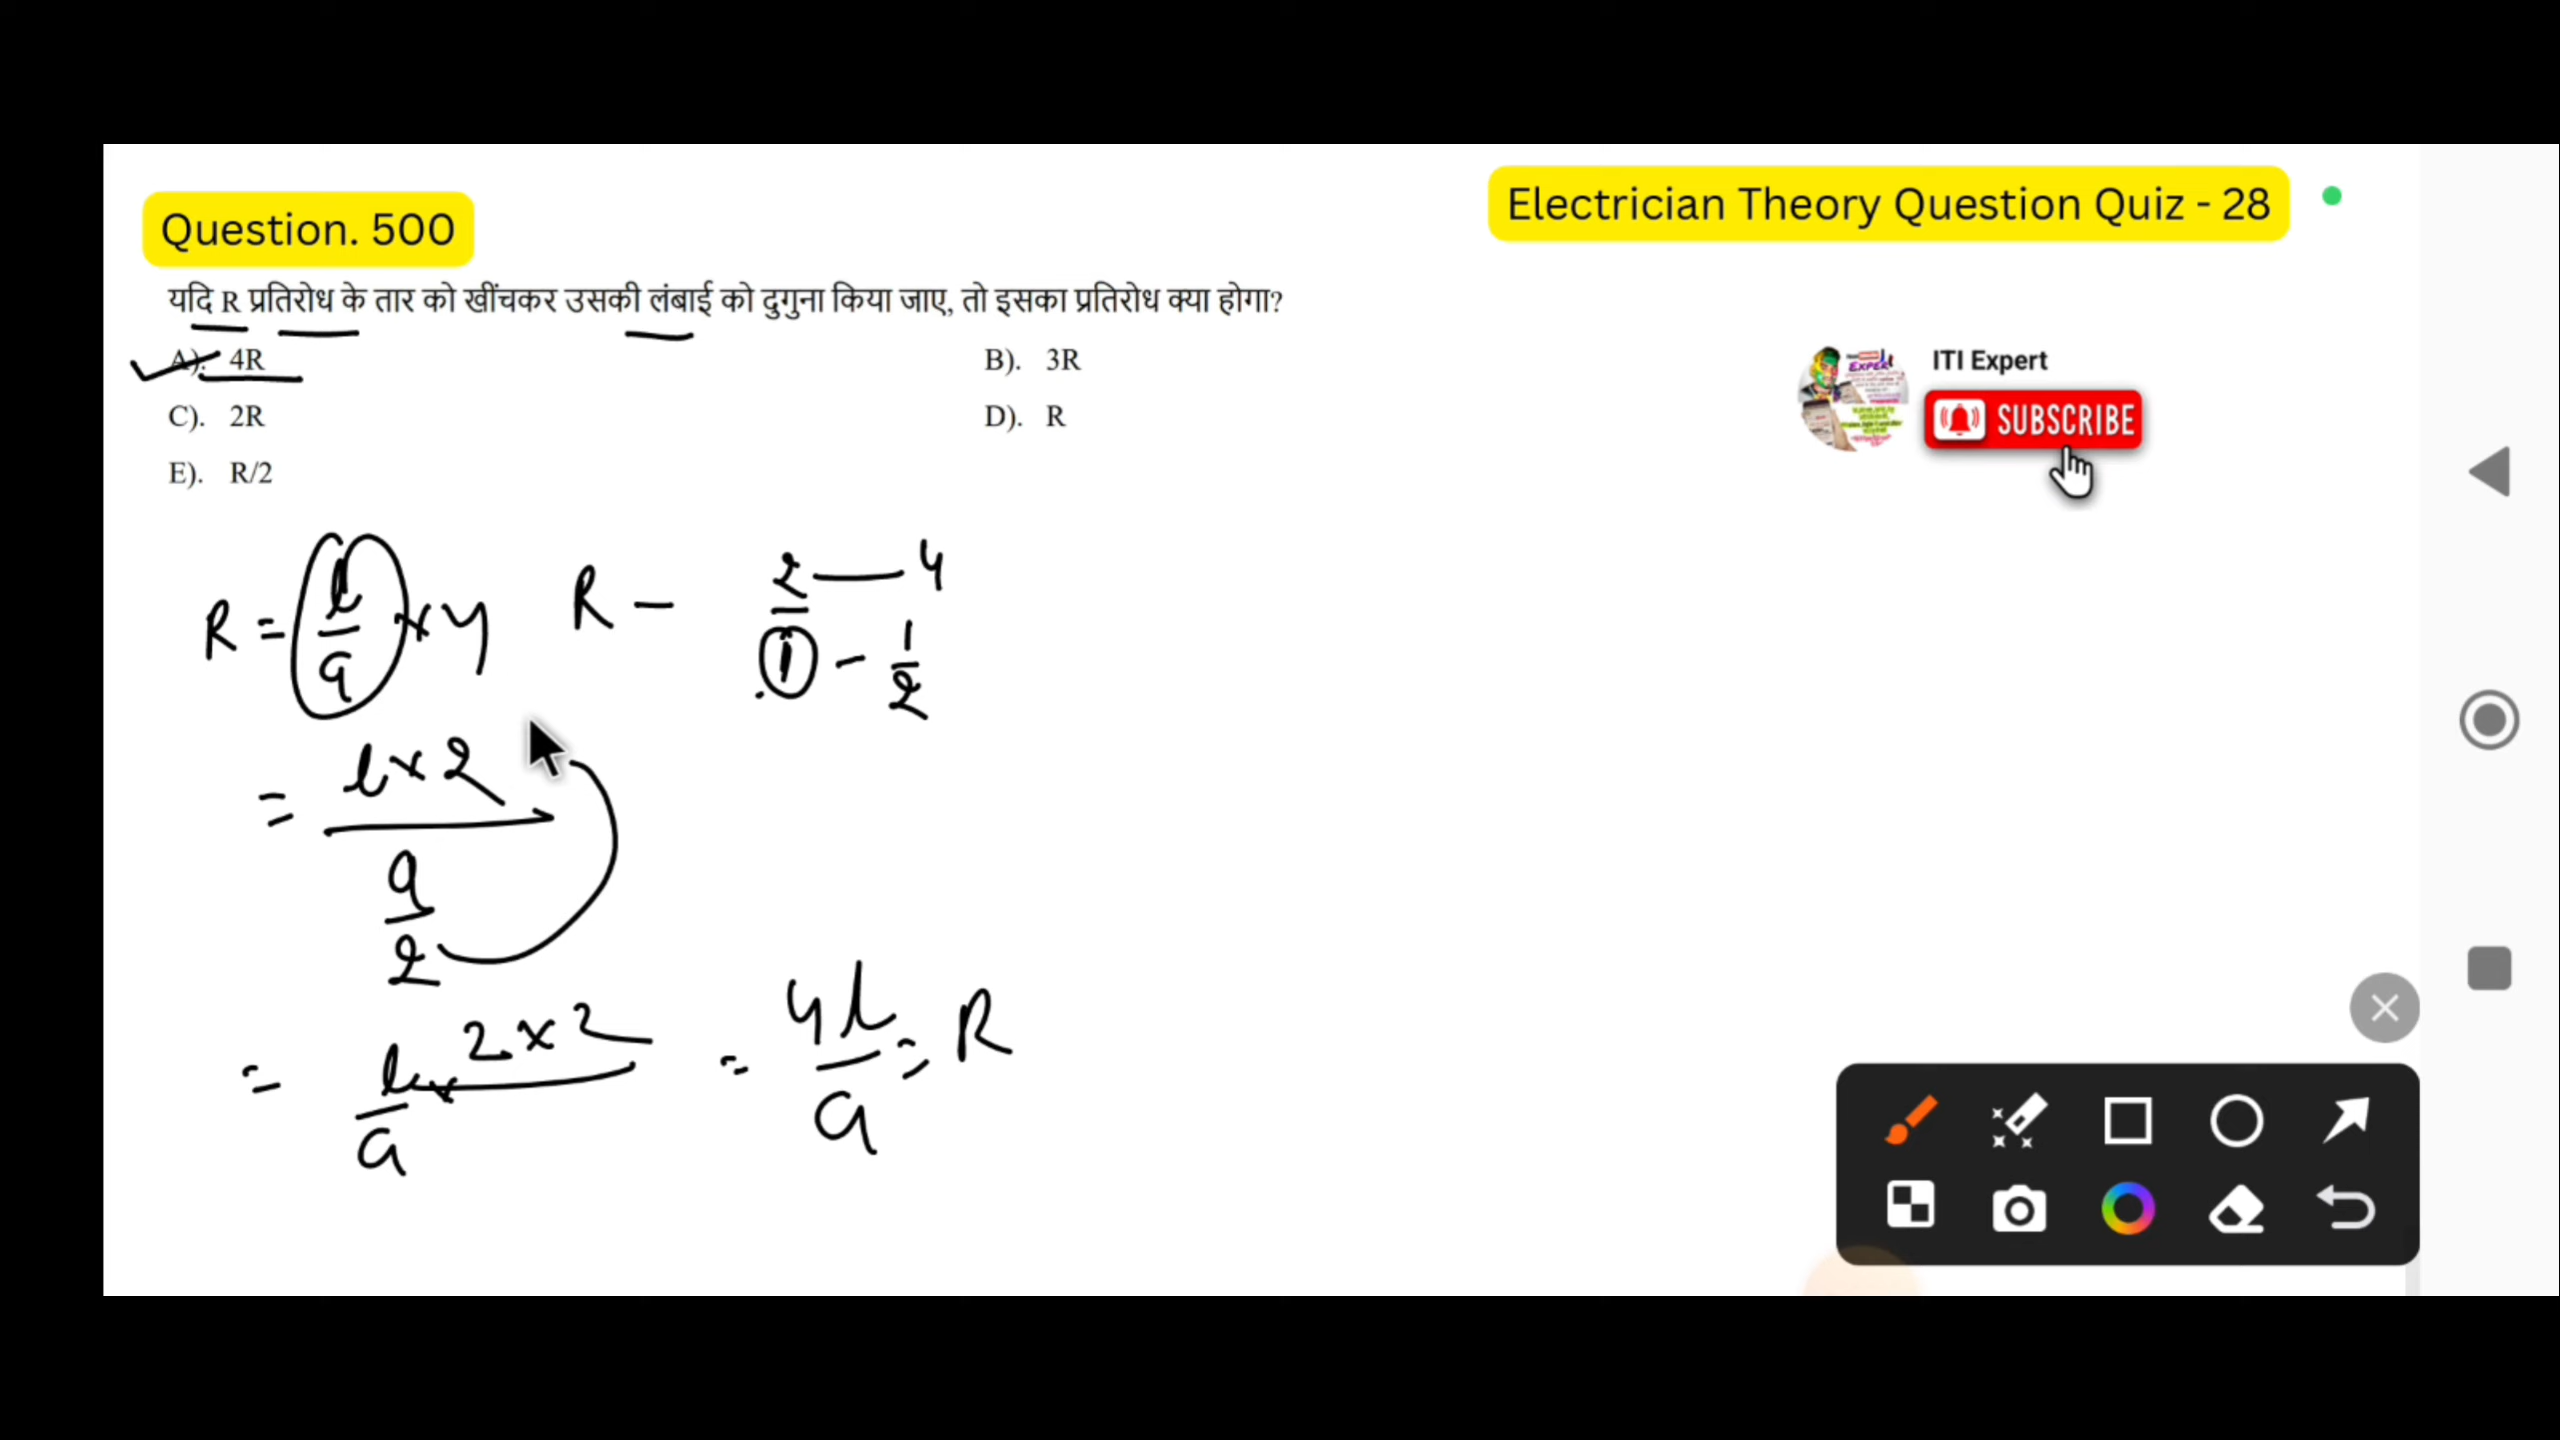 Question. 500
Electrician Theory Question Quiz - 28
यदि R प्रतिरोध के तार को खींचकर उसकी लंबाई को दुगुना किया जाए, तो इसका प्रतिरोध क्या होगा?
A). 4R
B). 3R
C). 2R
D). R
E). R/2
EXPERT
ITI Expert
SUBSCRIBE
R = l/a × y
R –
2 — 4
1 – 1/2
= l×2 / a/2
= l/a × 2×2 = 4l/a = R